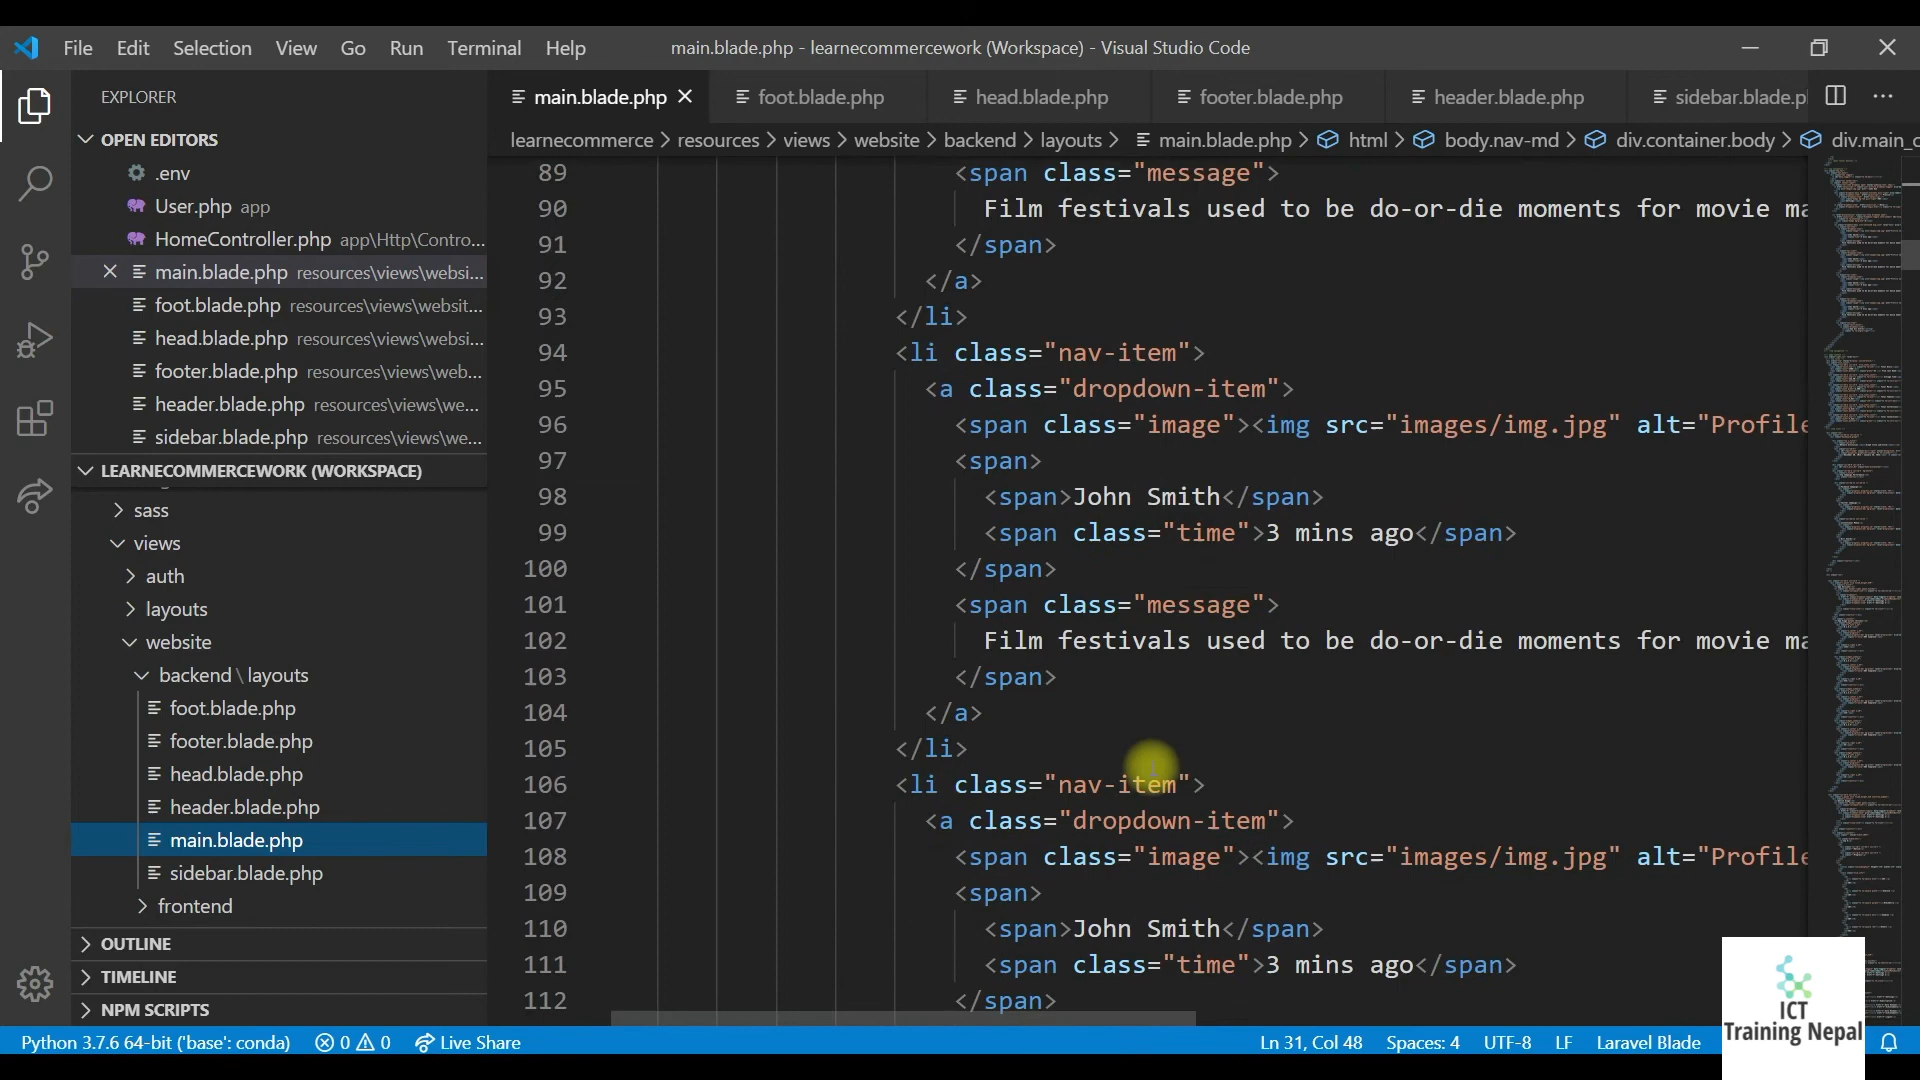 File Edit Selection View Go Run Terminal Help main.blade.php - learnecommercework (Workspace) - Visual Studio Code
EXPLORER
OPEN EDITORS
.env
User.php app
HomeController.php app\Http\Contro...
main.blade.php resources\views\websi...
foot.blade.php resources\views\websit...
head.blade.php resources\views\websi...
footer.blade.php resources\views\web...
header.blade.php resources\views\we...
sidebar.blade.php resources\views\we...
LEARNECOMMERCEWORK (WORKSPACE)
sass
views
auth
layouts
website
backend \ layouts
foot.blade.php
footer.blade.php
head.blade.php
header.blade.php
main.blade.php
sidebar.blade.php
frontend
OUTLINE
TIMELINE
NPM SCRIPTS
main.blade.php foot.blade.php head.blade.php footer.blade.php header.blade.php sidebar.blade.p
learnecommerce > resources > views > website > backend > layouts > main.blade.php > html > body.nav-md > div.container.body > div.main_c
89 <span class="message">
90 Film festivals used to be do-or-die moments for movie ma
91 </span>
92 </a>
93 </li>
94 <li class="nav-item">
95 <a class="dropdown-item">
96 <span class="image"><img src="images/img.jpg" alt="Profile
97 <span>
98 <span>John Smith</span>
99 <span class="time">3 mins ago</span>
100 </span>
101 <span class="message">
102 Film festivals used to be do-or-die moments for movie ma
103 </span>
104 </a>
105 </li>
106 <li class="nav-item">
107 <a class="dropdown-item">
108 <span class="image"><img src="images/img.jpg" alt="Profile
109 <span>
110 <span>John Smith</span>
111 <span class="time">3 mins ago</span>
112 </span>
ICT
Training Nepal
Python 3.7.6 64-bit ('base': conda) 0 0 Live Share Ln 31, Col 48 Spaces: 4 UTF-8 LF Laravel Blade